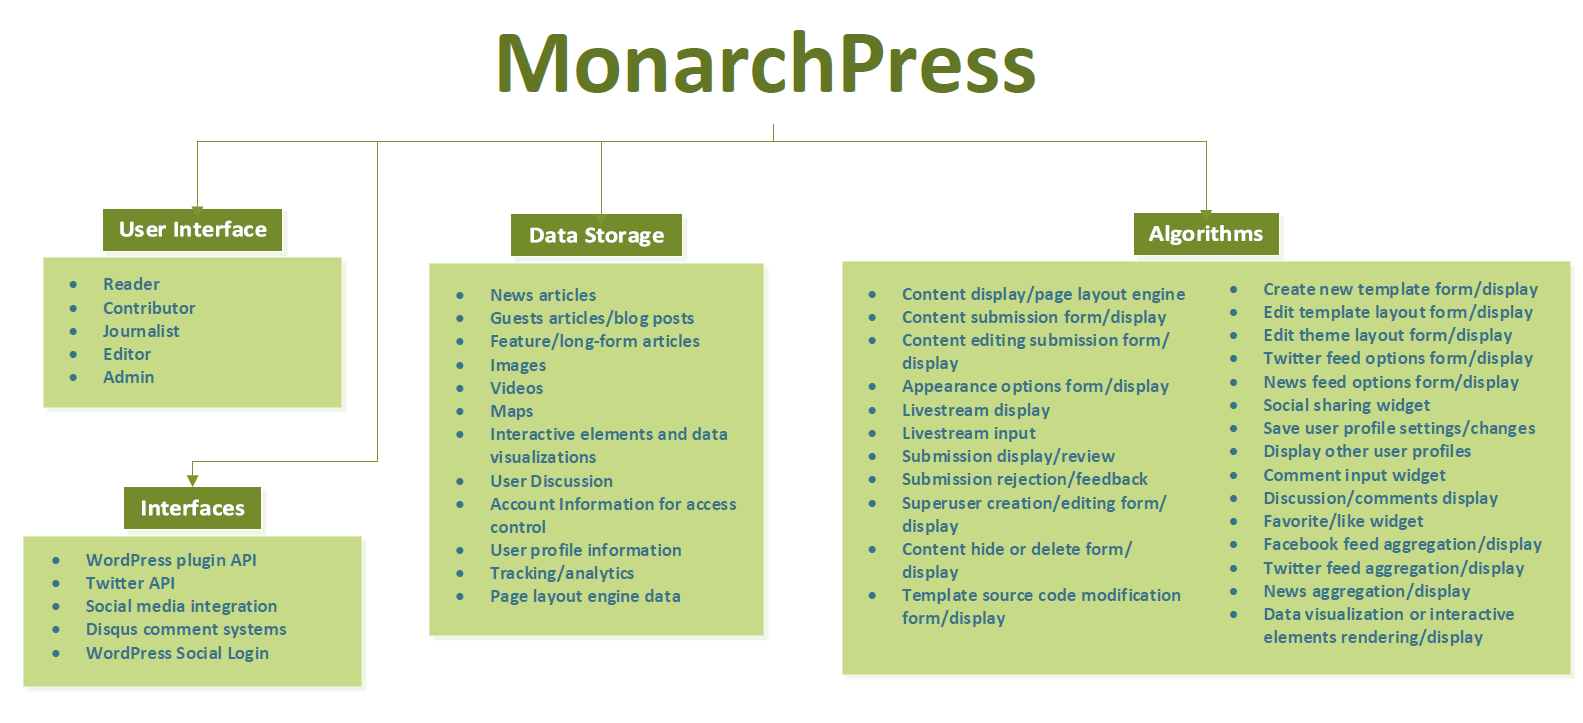 MonarchPress
User Interface
• Reader
• Contributor
• Journalist
• Editor
• Admin
Interfaces
• WordPress plugin API
• Twitter API
• Social media integration
• Disqus comment systems
• WordPress Social Login
Data Storage
• News articles
• Guests articles/blog posts
• Feature/long-form articles
• Images
• Videos
• Maps
• Interactive elements and data
visualizations
• User Discussion
• Account Information for access
control
• User profile information
• Tracking/analytics
• Page layout engine data
Algorithms
• Content display/page layout engine
• Content submission form/display
• Content editing submission form/
display
• Appearance options form/display
• Livestream display
• Livestream input
• Submission display/review
• Submission rejection/feedback
• Superuser creation/editing form/
display
• Content hide or delete form/
display
• Template source code modification
form/display
• Create new template form/display
• Edit template layout form/display
• Edit theme layout form/display
• Twitter feed options form/display
• News feed options form/display
• Social sharing widget
• Save user profile settings/changes
• Display other user profiles
• Comment input widget
• Discussion/comments display
• Favorite/like widget
• Facebook feed aggregation/display
• Twitter feed aggregation/display
• News aggregation/display
• Data visualization or interactive
elements rendering/display